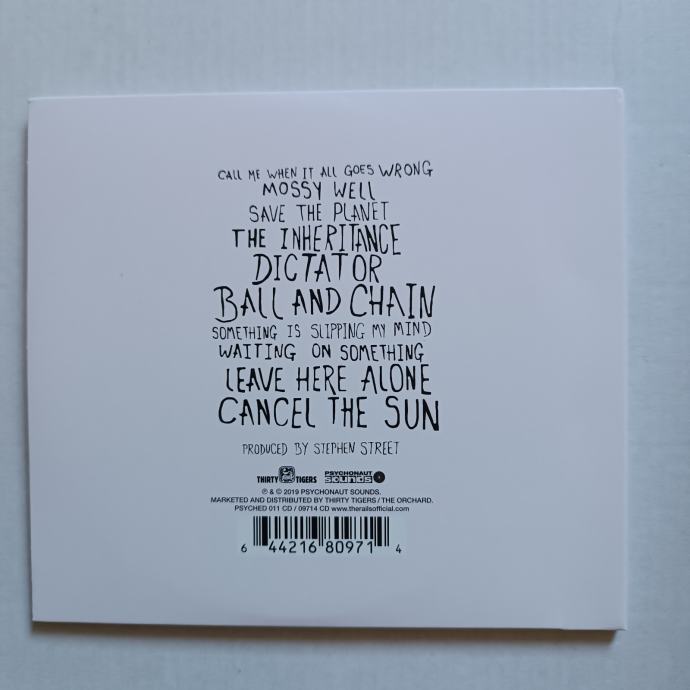 CALL ME WHEN IT ALL GOES WRONG
MOSSY WELL
SAVE THE PLANET
THE INHERITANCE
DICTATOR
BALL AND CHAIN
SOMETHING IS SLIPPING MY MIND
WAITING ON SOMETHING
LEAVE HERE ALONE
CANCEL THE SUN
PRODUCED BY STEPHEN STREET
THIRTY TIGERS PSYCHONAUT SOUNDS
℗ & © 2019 PSYCHONAUT SOUNDS.
MARKETED AND DISTRIBUTED BY THIRTY TIGERS / THE ORCHARD.
PSYCHED 011 CD / 09714 CD www.therailsofficial.com
6 44216 80971 4